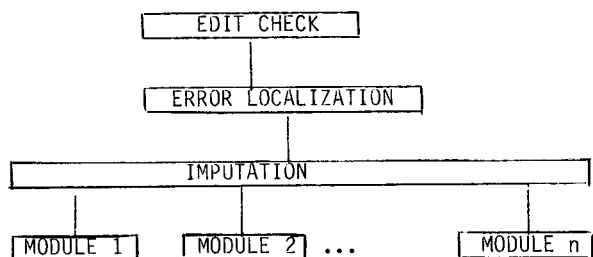 EDIT CHECK
ERROR LOCALIZATION
IMPUTATION
MODULE 1 MODULE 2 ... MODULE n